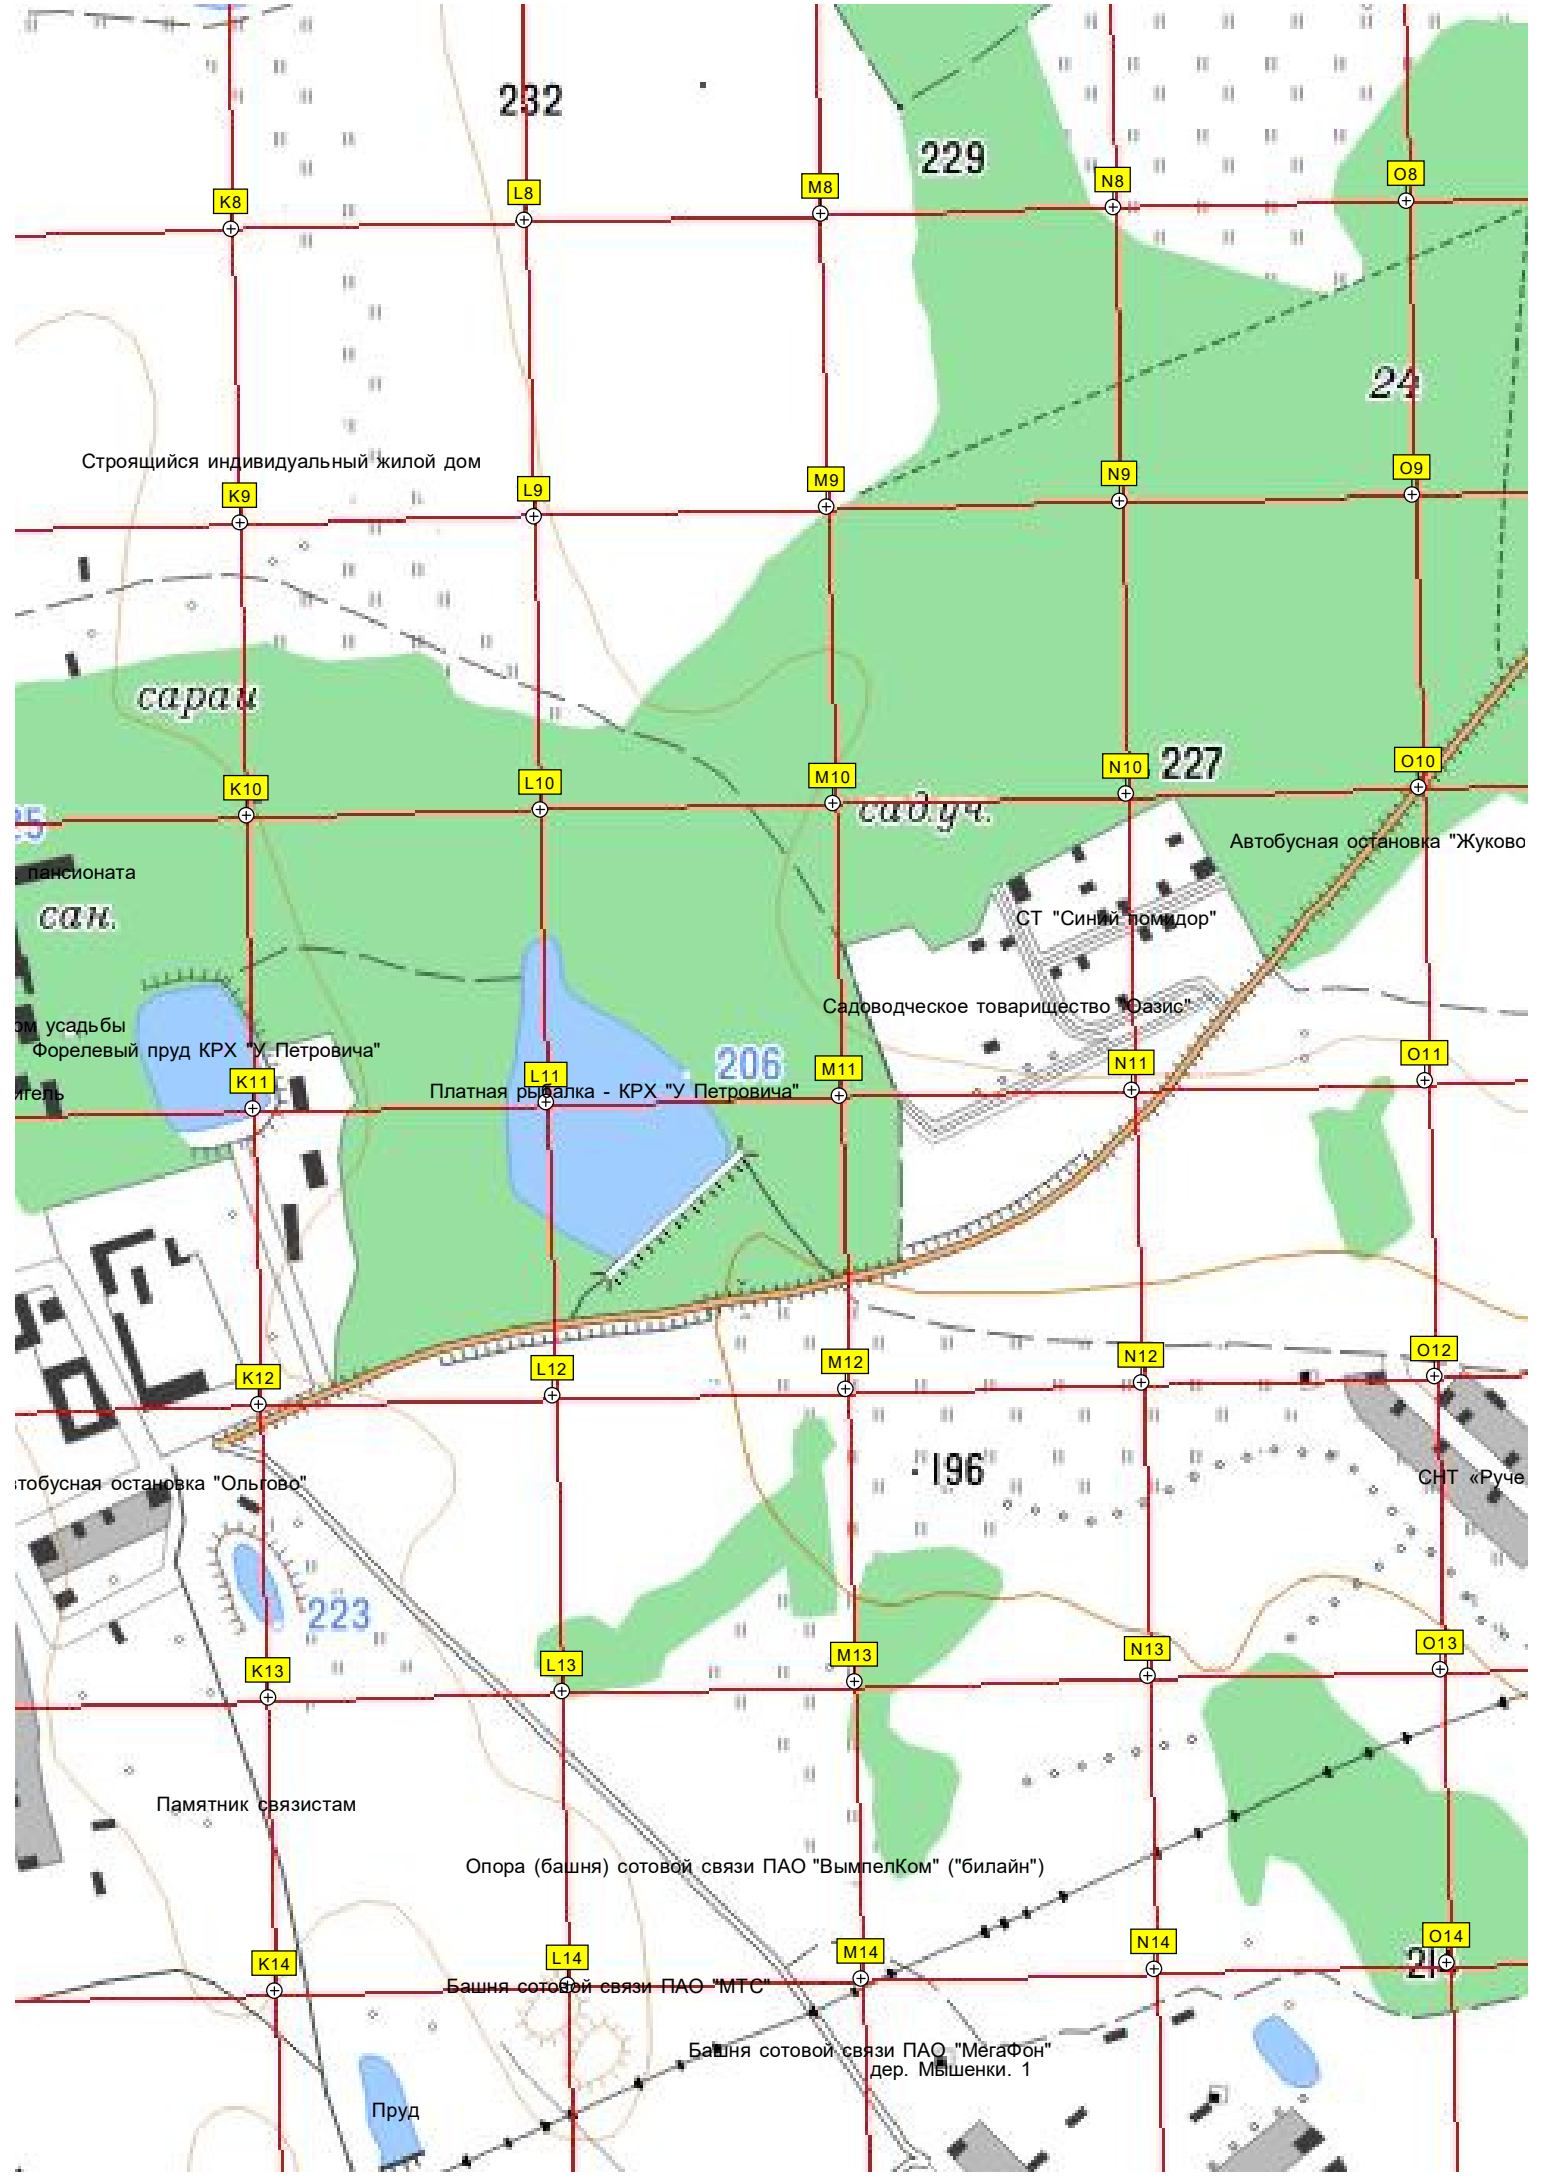 232
229
K8
L8
M8
N8
O8
24
Строящийся индивидуальный жилой дом
K9
L9
M9
N9
O9
сараи
227
K10
L10
M10
N10
O10
сад.уч.
Автобусная остановка "Жуково
пансионата
сан.
СТ "Синий помидор"
Садоводческое товарищество "Оазис"
усадьбы
Форелевый пруд КРХ "У Петровича"
206
K11
L11
M11
N11
O11
Платная рыбалка - КРХ "У Петровича"
K12
L12
M12
N12
O12
196
втобусная остановка "Ольгово"
СНТ «Руче
223
K13
L13
M13
N13
O13
Памятник связистам
Опора (башня) сотовой связи ПАО "ВымпелКом" ("билайн")
K14
L14
M14
N14
O14
Башня сотовой связи ПАО "МТС"
Башня сотовой связи ПАО "МегаФон"
дер. Мышенки. 1
Пруд